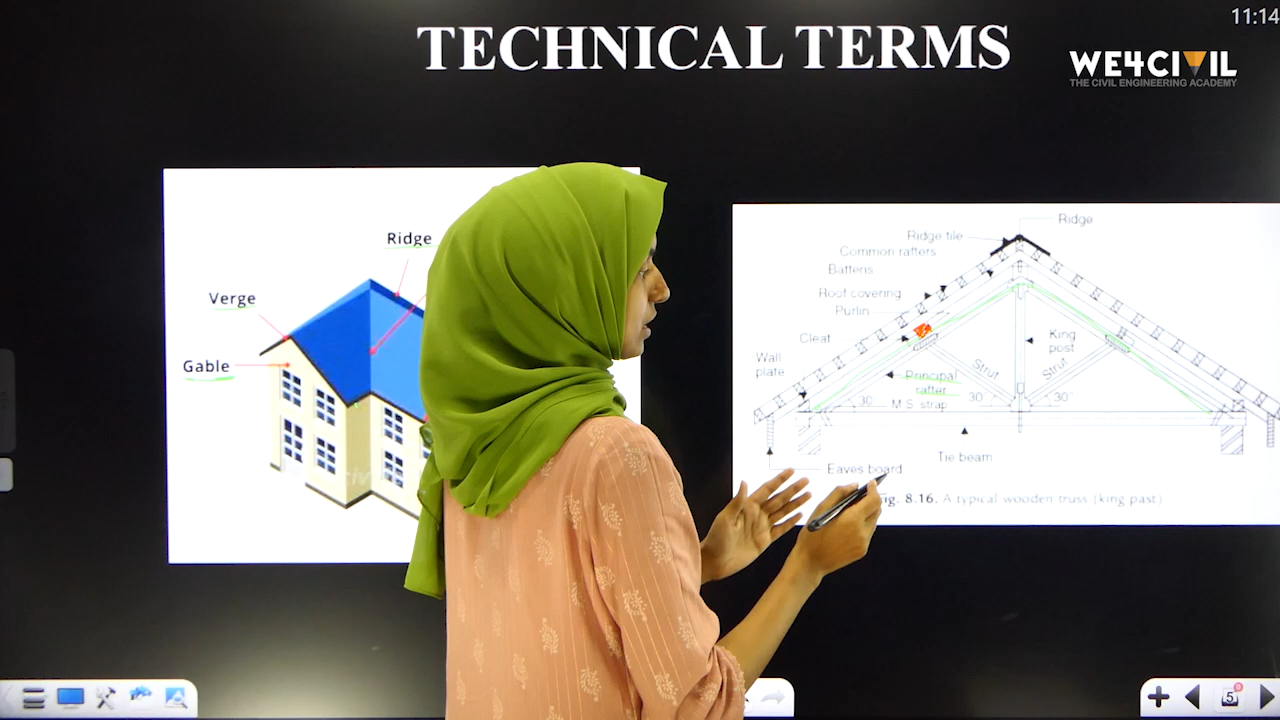 11:14
TECHNICAL TERMS
WE4CIVIL
THE CIVIL ENGINEERING ACADEMY
Ridge
Verge
Gable
Ridge
Ridge tile
Common rafters
Battens
Roof covering
Purlin
Cleat
Wall
plate
King
post
Strut
Strut
Principal
rafter
30
30
30
M.S. strap
Tie beam
Eaves board
8.16. A typical wooden truss (king past)
5